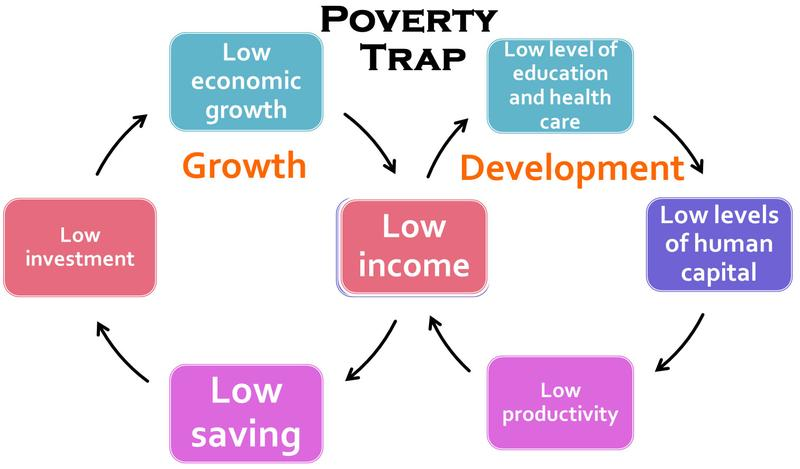 POVERTY
TRAP
Low
economic
growth
Low level of
education
and health
care
Growth
Development
Low
investment
Low
income
Low levels
of human
capital
Low
saving
Low
productivity